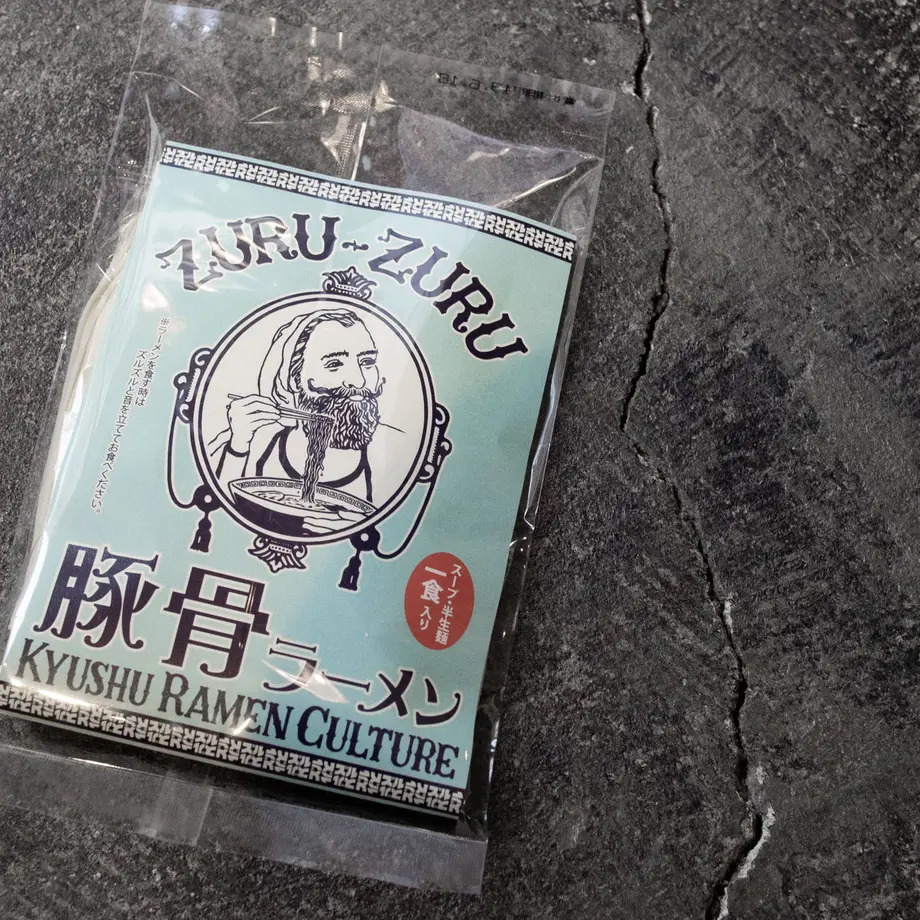 ZURU-ZURU
※ラーメンを食す時は
ズルズルと音を立ててお食べください。
スープ・半生麺
一食入り
豚骨ラーメン
KYUSHU RAMEN CULTURE